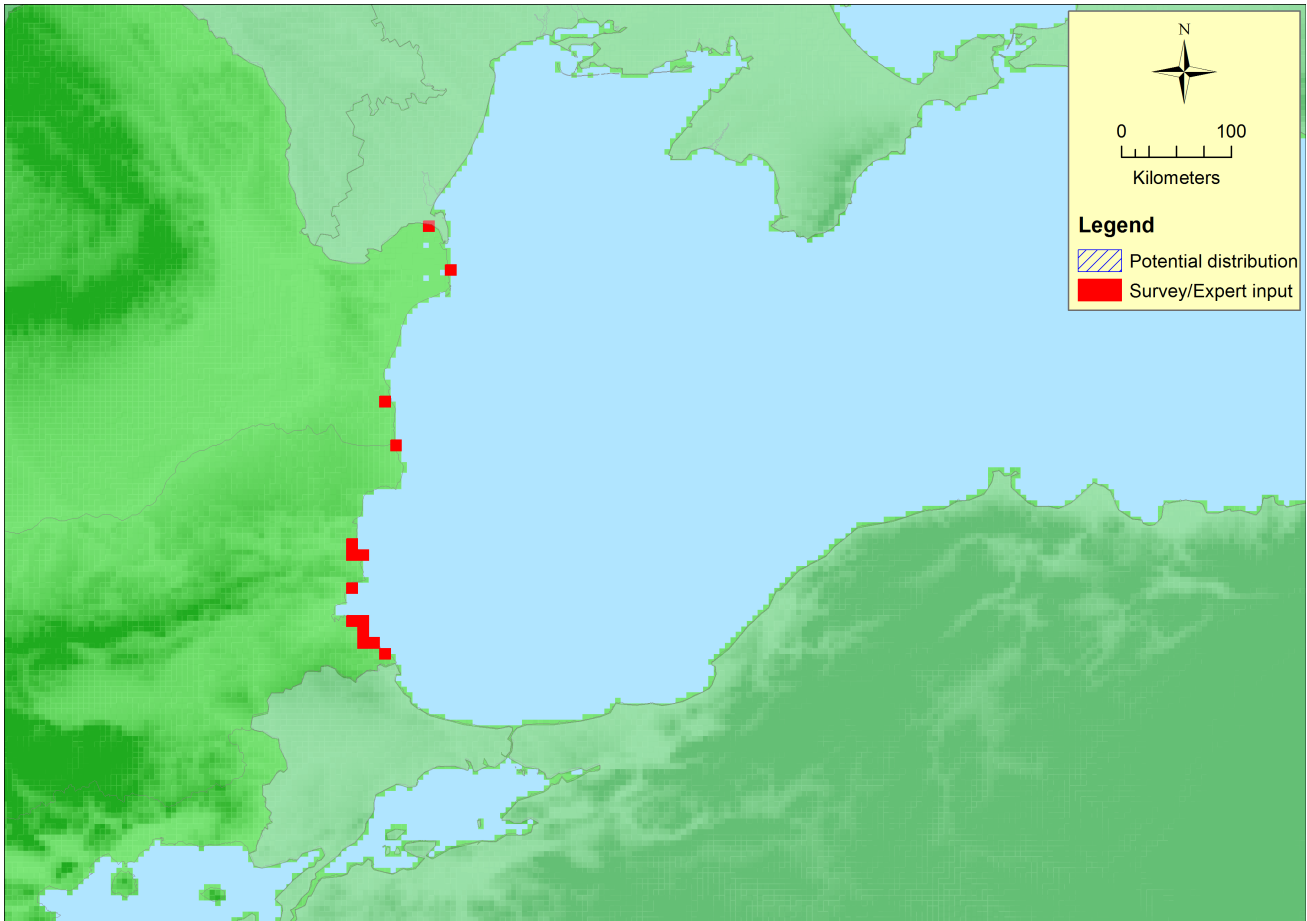 N
0 100
Kilometers
Legend
Potential distribution
Survey/Expert input